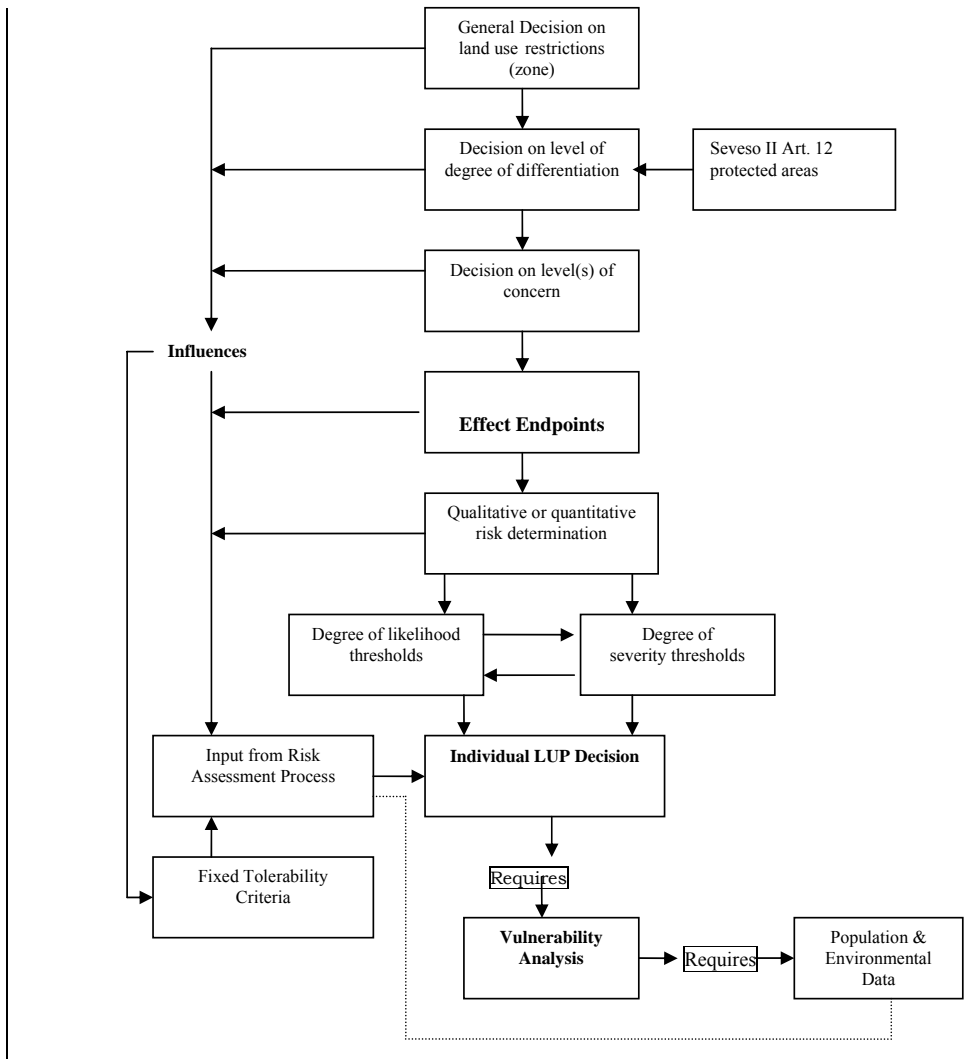 General Decision on
land use restrictions
(zone)
Decision on level of
degree of differentiation
Seveso II Art. 12
protected areas
Decision on level(s) of
concern
Influences
Effect Endpoints
Qualitative or quantitative
risk determination
Degree of likelihood
thresholds
Degree of
severity thresholds
Input from Risk
Assessment Process
Individual LUP Decision
Fixed Tolerability
Criteria
Requires
Vulnerability
Analysis
Requires
Population &
Environmental
Data